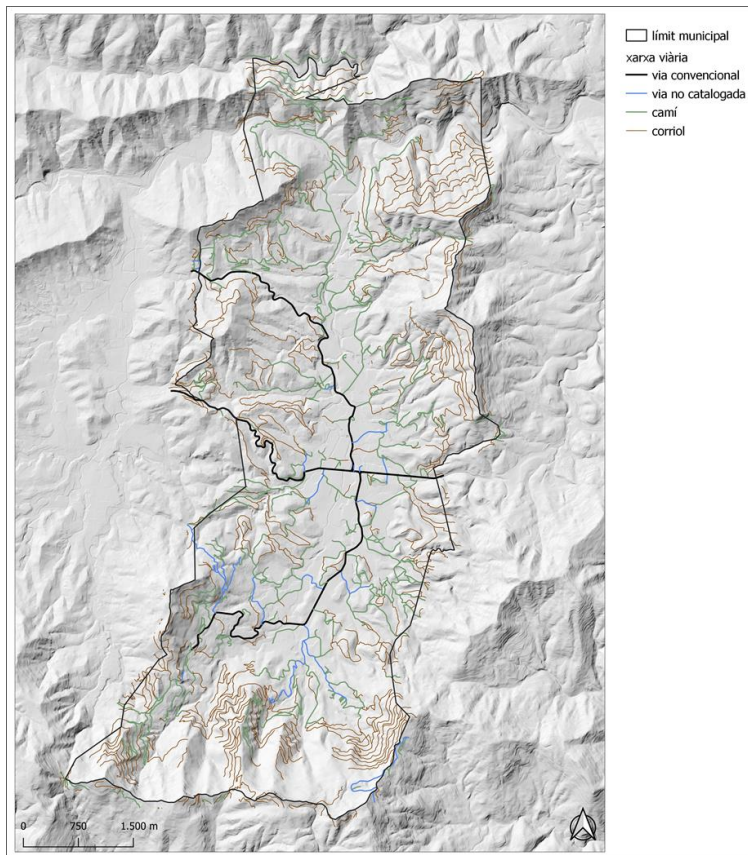 límit municipal
xarxa viària
via convencional
via no catalogada
camí
corriol
0 750 1.500 m